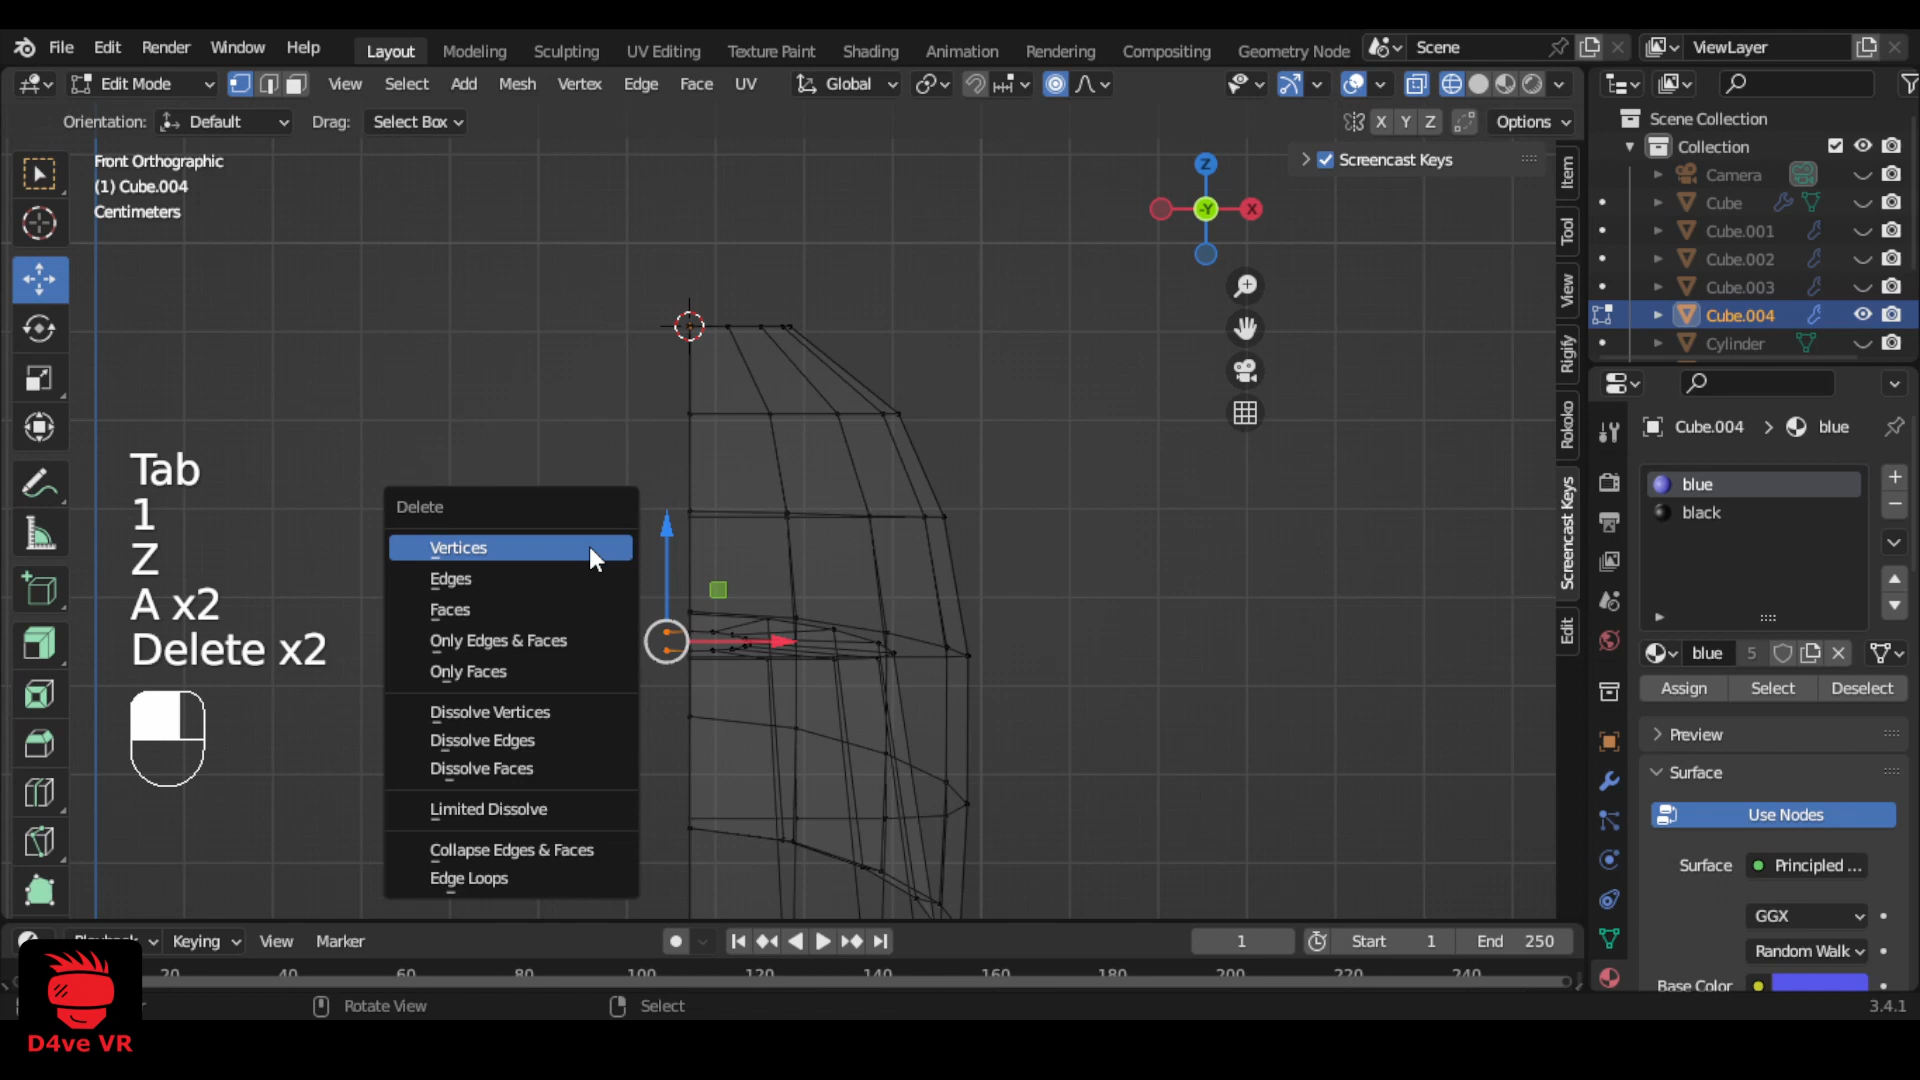 File Edit Render Window Help Layout Modeling Sculpting UV Editing Texture Paint Shading Animation Rendering Compositing Geometry Node Scene ViewLayer
Edit Mode View Select Add Mesh Vertex Edge Face UV Global
Orientation: Default Drag: Select Box X Y Z Options
Front Orthographic
(1) Cube.004
Centimeters
Screencast Keys
Z
-Y
X
Item
Tool
View
Rigify
Rokoko
Screencast Keys
Edit
Scene Collection
Collection
Camera
Cube
Cube.001
Cube.002
Cube.003
Cube.004
Cylinder
Cube.004 > blue
blue
black
blue 5
Assign Select Deselect
Preview
Surface
Use Nodes
Surface Principled ...
GGX
Random Walk
Base Color
Tab
1
Z
A x2
Delete x2
Delete
Vertices
Edges
Faces
Only Edges & Faces
Only Faces
Dissolve Vertices
Dissolve Edges
Dissolve Faces
Limited Dissolve
Collapse Edges & Faces
Edge Loops
Playback Keying View Marker 1 Start 1 End 250
20 40 60 80 100 120 140 160 180 200 220 240
Rotate View Select 3.4.1
D4ve VR